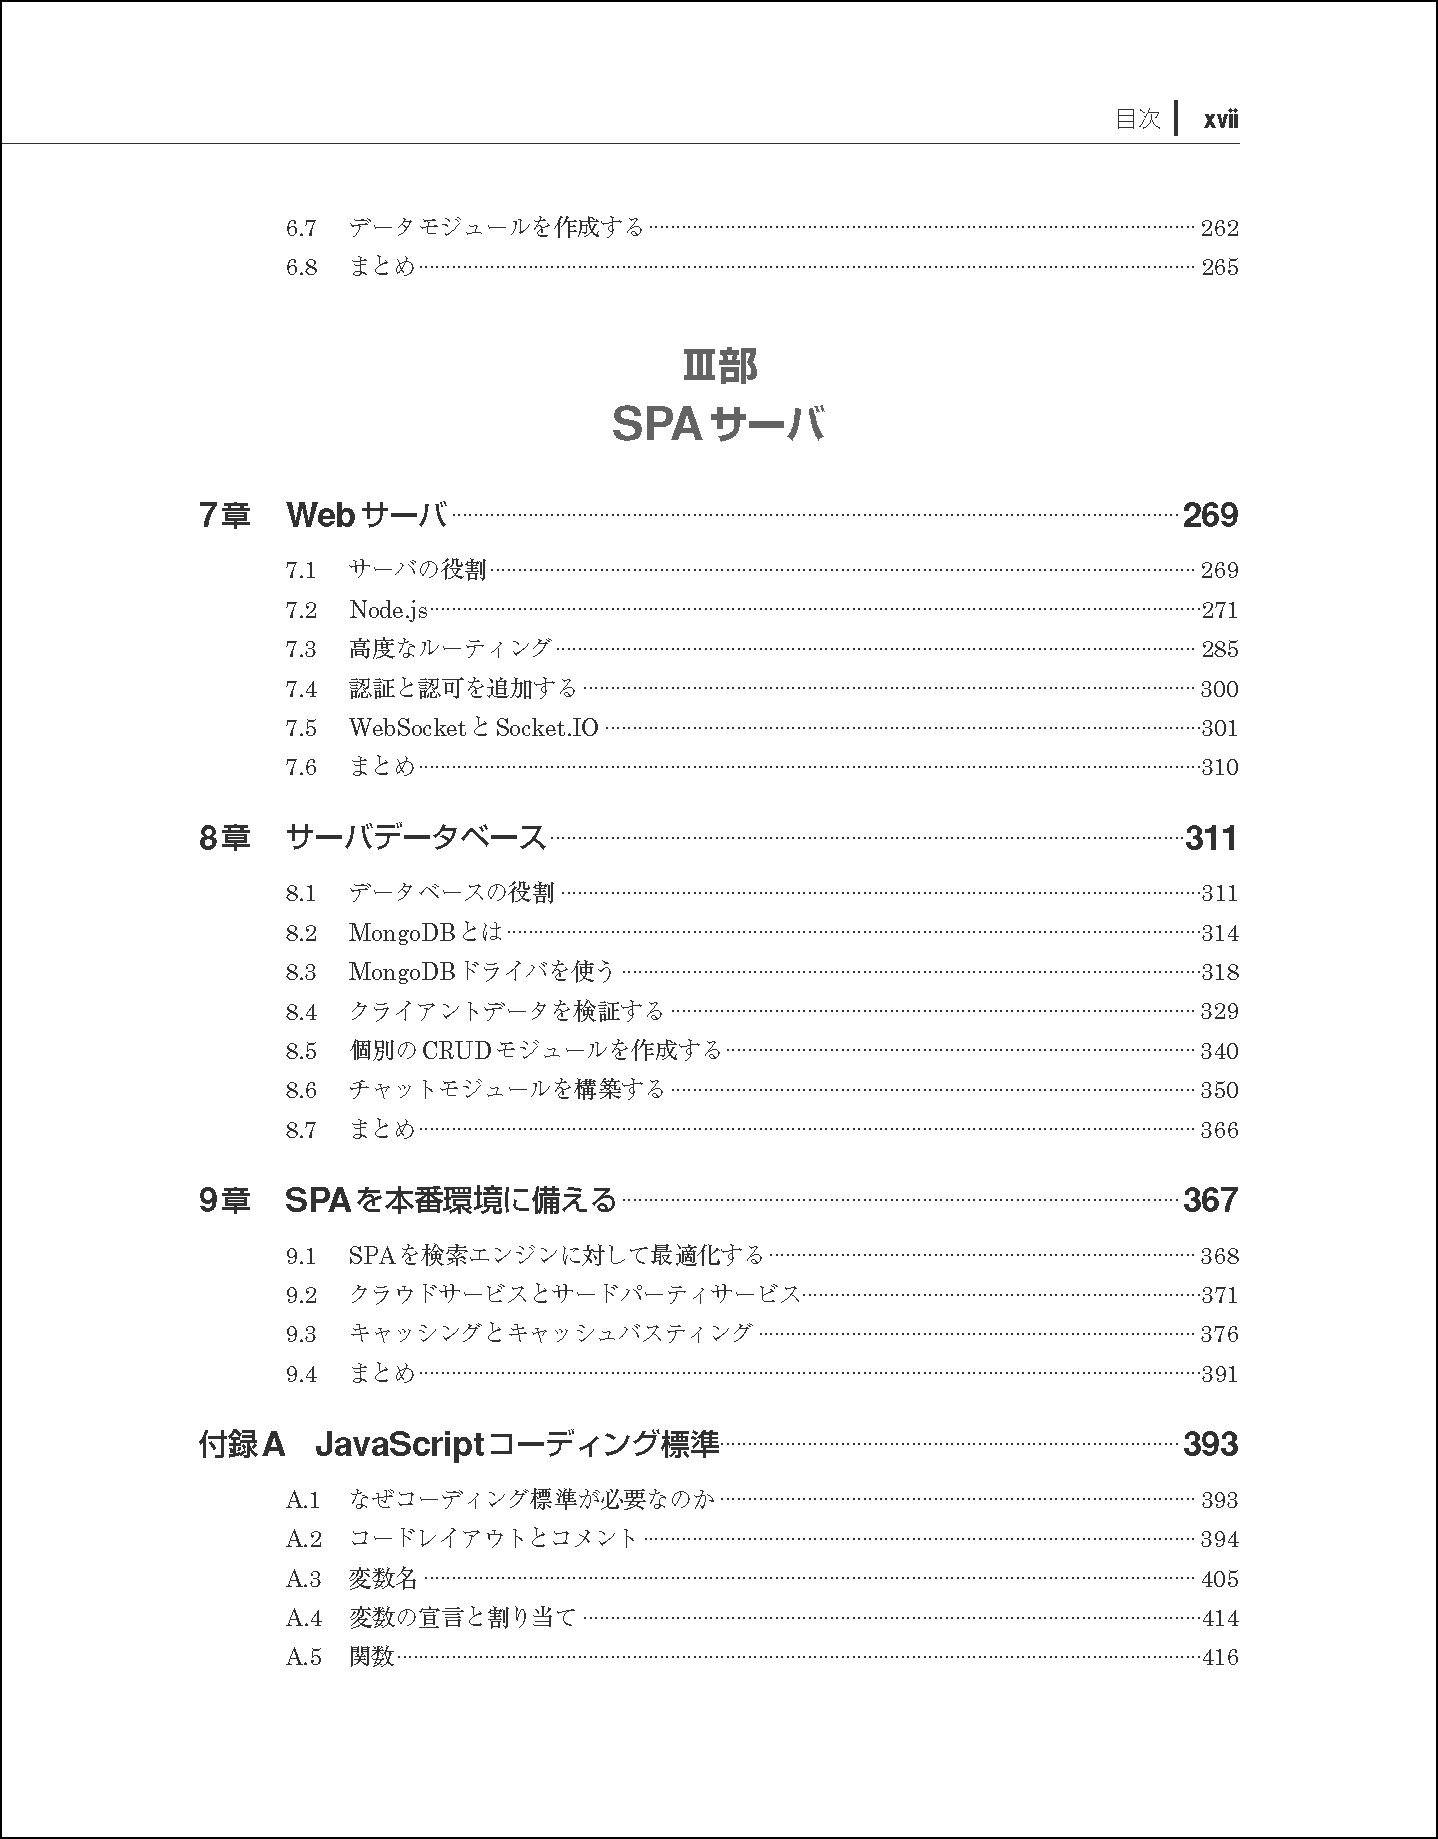 目次 xvii
6.7 データモジュールを作成する 262
6.8 まとめ 265
III部
SPAサーバ
7章 Webサーバ 269
7.1 サーバの役割 269
7.2 Node.js 271
7.3 高度なルーティング 285
7.4 認証と認可を追加する 300
7.5 WebSocketとSocket.IO 301
7.6 まとめ 310
8章 サーバデータベース 311
8.1 データベースの役割 311
8.2 MongoDBとは 314
8.3 MongoDBドライバを使う 318
8.4 クライアントデータを検証する 329
8.5 個別のCRUDモジュールを作成する 340
8.6 チャットモジュールを構築する 350
8.7 まとめ 366
9章 SPAを本番環境に備える 367
9.1 SPAを検索エンジンに対して最適化する 368
9.2 クラウドサービスとサードパーティサービス 371
9.3 キャッシングとキャッシュバスティング 376
9.4 まとめ 391
付録A JavaScriptコーディング標準 393
A.1 なぜコーディング標準が必要なのか 393
A.2 コードレイアウトとコメント 394
A.3 変数名 405
A.4 変数の宣言と割り当て 414
A.5 関数 416